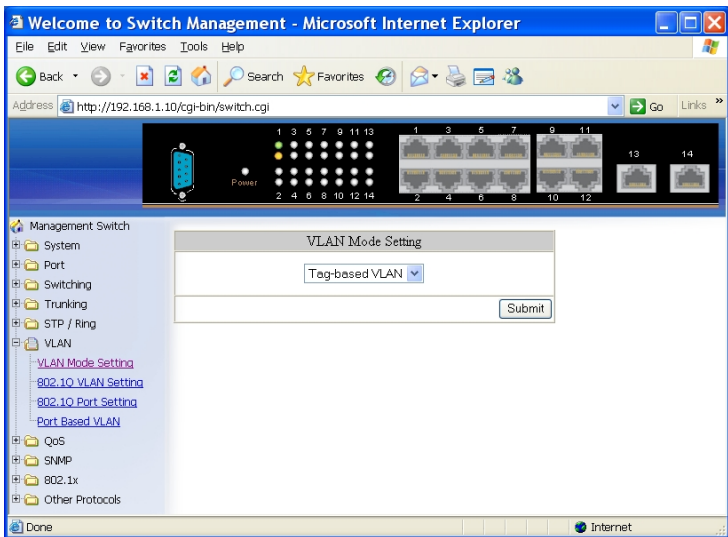 Welcome to Switch Management - Microsoft Internet Explorer
File Edit View Favorites Tools Help
Back Search Favorites
Address http://192.168.1.10/cgi-bin/switch.cgi Go Links »
1 3 5 7 9 11 13 1 3 5 7 9 11
13 14
Power
2 4 6 8 10 12 14 2 4 6 8 10 12
Management Switch
System
Port
Switching
Trunking
STP / Ring
VLAN
VLAN Mode Setting
802.1Q VLAN Setting
802.1Q Port Setting
Port Based VLAN
QoS
SNMP
802.1x
Other Protocols
VLAN Mode Setting
Tag-based VLAN
Submit
Done Internet